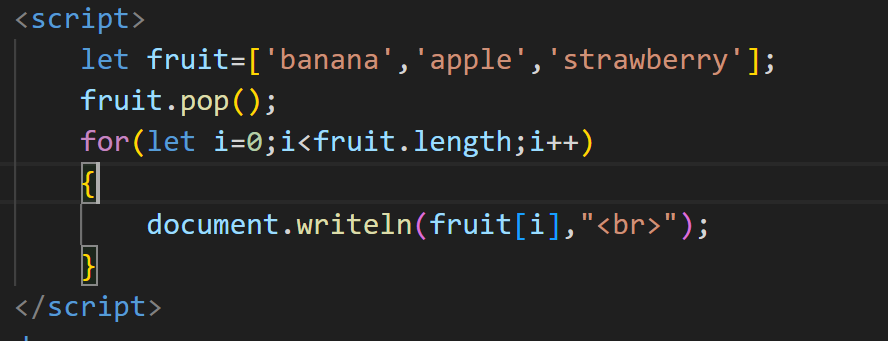 <script>
let fruit=['banana','apple','strawberry'];
fruit.pop();
for(let i=0;i<fruit.length;i++)
{
document.writeln(fruit[i],"<br>");
}
</script>